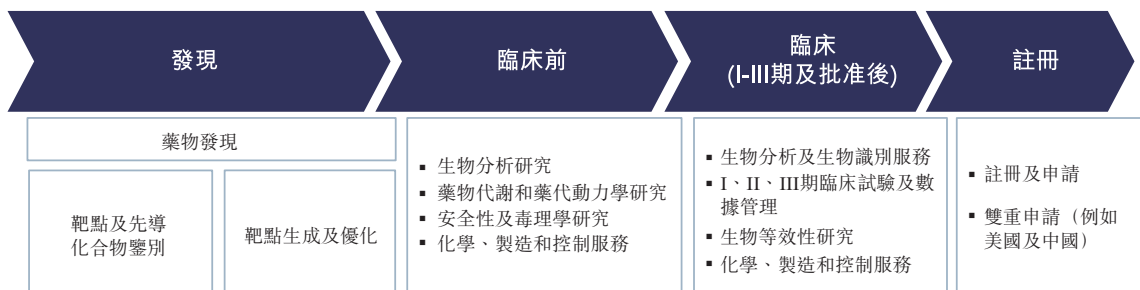 發現
臨床前
臨床
(I-III期及批准後)
註冊
藥物發現
靶點及先導
化合物鑒別
靶點生成及優化
▪ 生物分析研究
▪ 藥物代謝和藥代動力學研究
▪ 安全性及毒理學研究
▪ 化學、製造和控制服務
▪ 生物分析及生物識別服務
▪ I、II、III期臨床試驗及數
據管理
▪ 生物等效性研究
▪ 化學、製造和控制服務
▪ 註冊及申請
▪ 雙重申請（例如
美國及中國）